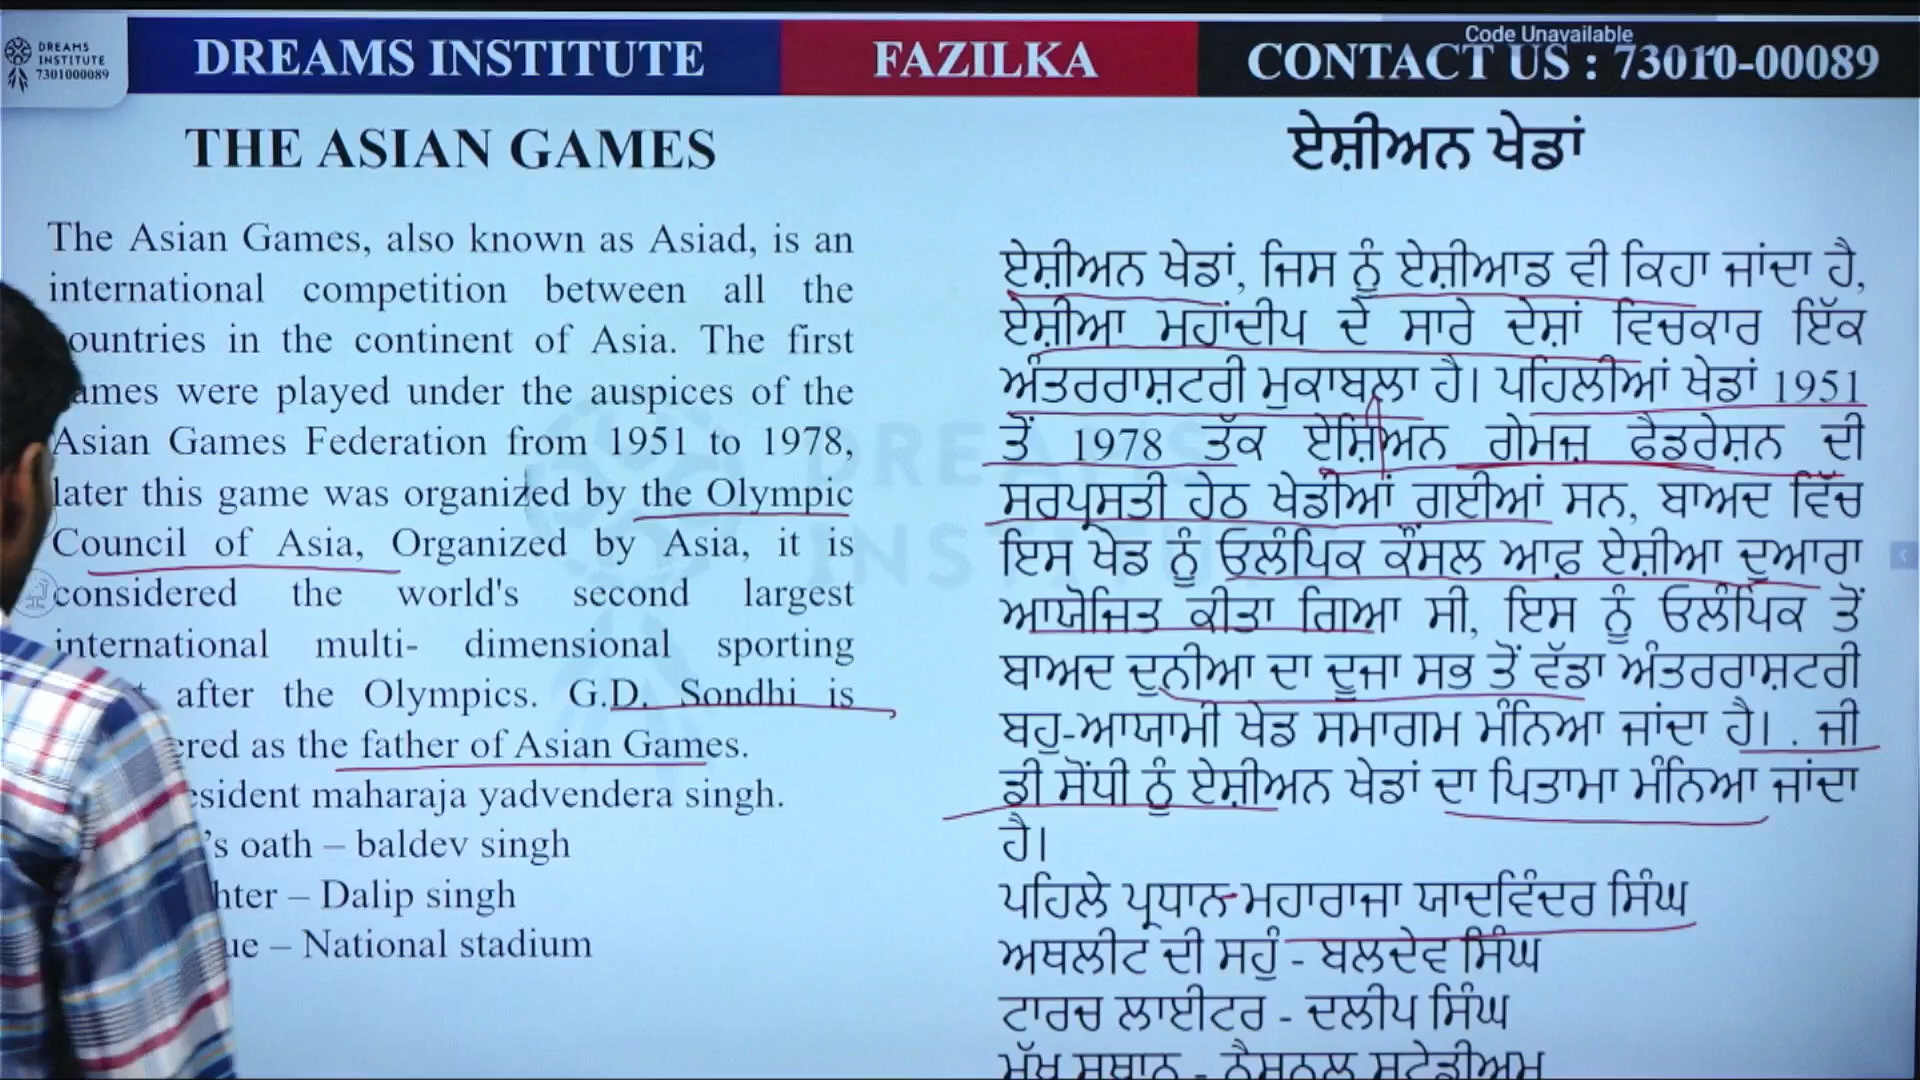 DREAMS
INSTITUTE
7301000089
DREAMS INSTITUTE
FAZILKA
Code Unavailable
CONTACT US : 73010-00089
THE ASIAN GAMES
The Asian Games, also known as Asiad, is an
international competition between all the
ountries in the continent of Asia. The first
ames were played under the auspices of the
Asian Games Federation from 1951 to 1978,
later this game was organized by the Olympic
Council of Asia, Organized by Asia, it is
considered the world's second largest
international multi- dimensional sporting
after the Olympics. G.D. Sondhi is
ered as the father of Asian Games.
esident maharaja yadvendera singh.
's oath – baldev singh
hter – Dalip singh
ue – National stadium
ਏਸ਼ੀਅਨ ਖੇਡਾਂ
ਏਸ਼ੀਅਨ ਖੇਡਾਂ, ਜਿਸ ਨੂੰ ਏਸ਼ੀਆਡ ਵੀ ਕਿਹਾ ਜਾਂਦਾ ਹੈ,
ਏਸ਼ੀਆ ਮਹਾਂਦੀਪ ਦੇ ਸਾਰੇ ਦੇਸ਼ਾਂ ਵਿਚਕਾਰ ਇੱਕ
ਅੰਤਰਰਾਸ਼ਟਰੀ ਮੁਕਾਬਲਾ ਹੈ। ਪਹਿਲੀਆਂ ਖੇਡਾਂ 1951
ਤੋਂ 1978 ਤੱਕ ਏਸ਼ਿਅਨ ਗੇਮਜ਼ ਫੈਡਰੇਸ਼ਨ ਦੀ
ਸਰਪ੍ਰਸਤੀ ਹੇਠ ਖੇਡੀਆਂ ਗਈਆਂ ਸਨ, ਬਾਅਦ ਵਿੱਚ
ਇਸ ਖੇਡ ਨੂੰ ਓਲੰਪਿਕ ਕੌਂਸਲ ਆਫ਼ ਏਸ਼ੀਆ ਦੁਆਰਾ
ਆਯੋਜਿਤ ਕੀਤਾ ਗਿਆ ਸੀ, ਇਸ ਨੂੰ ਓਲੰਪਿਕ ਤੋਂ
ਬਾਅਦ ਦੁਨੀਆ ਦਾ ਦੂਜਾ ਸਭ ਤੋਂ ਵੱਡਾ ਅੰਤਰਰਾਸ਼ਟਰੀ
ਬਹੁ-ਆਯਾਮੀ ਖੇਡ ਸਮਾਗਮ ਮੰਨਿਆ ਜਾਂਦਾ ਹੈ। . ਜੀ
ਡੀ ਸੋਂਧੀ ਨੂੰ ਏਸ਼ੀਅਨ ਖੇਡਾਂ ਦਾ ਪਿਤਾਮਾ ਮੰਨਿਆ ਜਾਂਦਾ
ਹੈ।
ਪਹਿਲੇ ਪ੍ਰਧਾਨ-ਮਹਾਰਾਜਾ ਯਾਦਵਿੰਦਰ ਸਿੰਘ
ਅਥਲੀਟ ਦੀ ਸਹੁੰ - ਬਲਦੇਵ ਸਿੰਘ
ਟਾਰਚ ਲਾਈਟਰ - ਦਲੀਪ ਸਿੰਘ
ਮੁੱਖ ਸਥਾਨ - ਨੈਸ਼ਨਲ ਸਟੇਡੀਅਮ
DREAMS
INSTITUTE